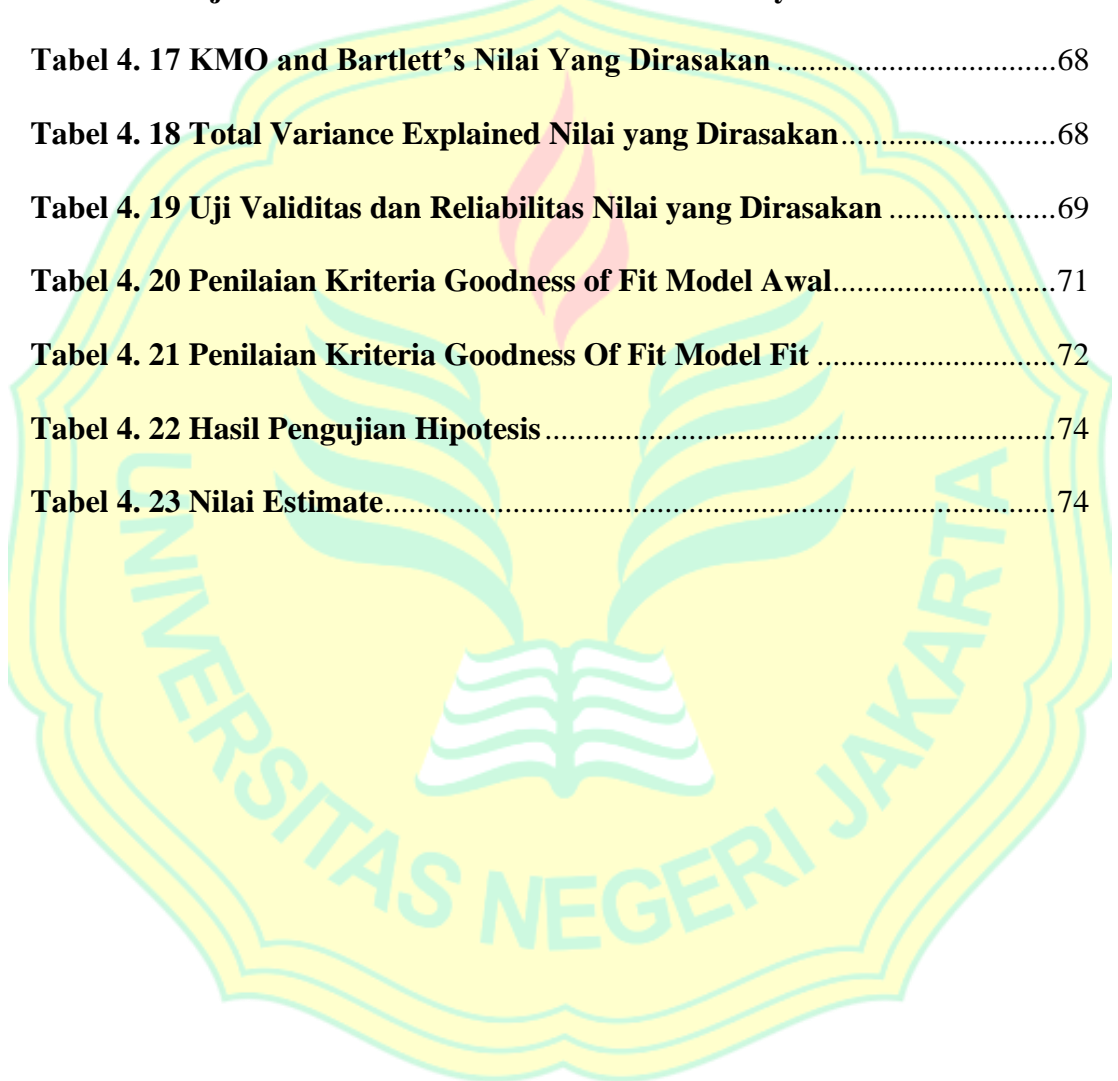 Tabel 4. 17 KMO and Bartlett’s Nilai Yang Dirasakan ................................68
Tabel 4. 18 Total Variance Explained Nilai yang Dirasakan........................68
Tabel 4. 19 Uji Validitas dan Reliabilitas Nilai yang Dirasakan ...................69
Tabel 4. 20 Penilaian Kriteria Goodness of Fit Model Awal.........................71
Tabel 4. 21 Penilaian Kriteria Goodness Of Fit Model Fit ...........................72
Tabel 4. 22 Hasil Pengujian Hipotesis...........................................................74
Tabel 4. 23 Nilai Estimate.............................................................................74
UNIVERSITAS NEGERI JAKARTA